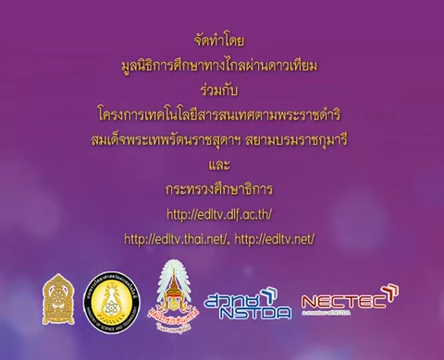 จัดทำโดย
มูลนิธิการศึกษาทางไกลผ่านดาวเทียม
ร่วมกับ
โครงการเทคโนโลยีสารสนเทศตามพระราชดำริ
สมเด็จพระเทพรัตนราชสุดาฯ สยามบรมราชกุมารี
และ
กระทรวงศึกษาธิการ
http://edltv.dlf.ac.th/
http://edltv.thai.net/, http://edltv.net/
สวทช
NSTDA
NECTEC
a member of NSTDA